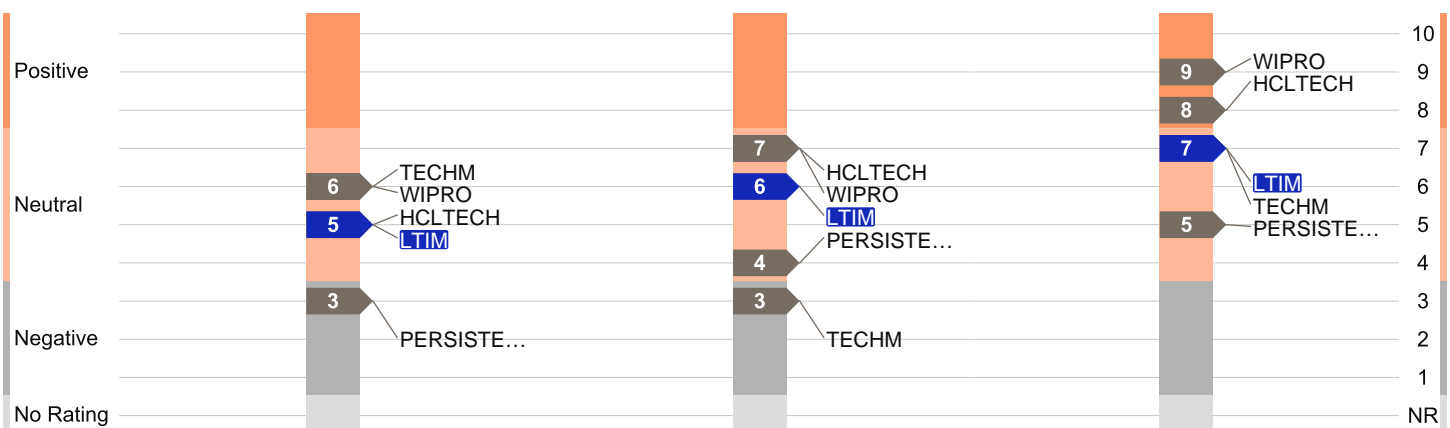 Positive
Neutral
Negative
No Rating
6
5
3
TECHM
WIPRO
HCLTECH
LTIM
PERSISTE…
7
6
4
3
HCLTECH
WIPRO
LTIM
PERSISTE…
TECHM
9
8
7
5
WIPRO
HCLTECH
LTIM
TECHM
PERSISTE…
10
9
8
7
6
5
4
3
2
1
NR